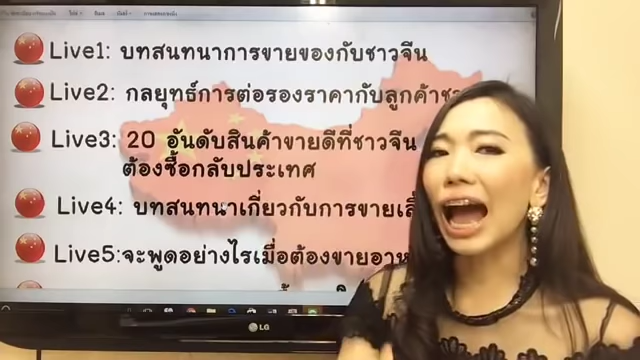 Live1: บทสนทนาการขายของกับชาวจีน
Live2: กลยุทธ์การต่อรองราคากับลูกค้า
Live3: 20 อันดับสินค้าขายดีที่ชาวจีน
ต้องซื้อกลับประเทศ
Live4: บทสนทนาเกี่ยวกับการขาย
Live5:จะพูดอย่างไรเมื่อต้องขาย
LG